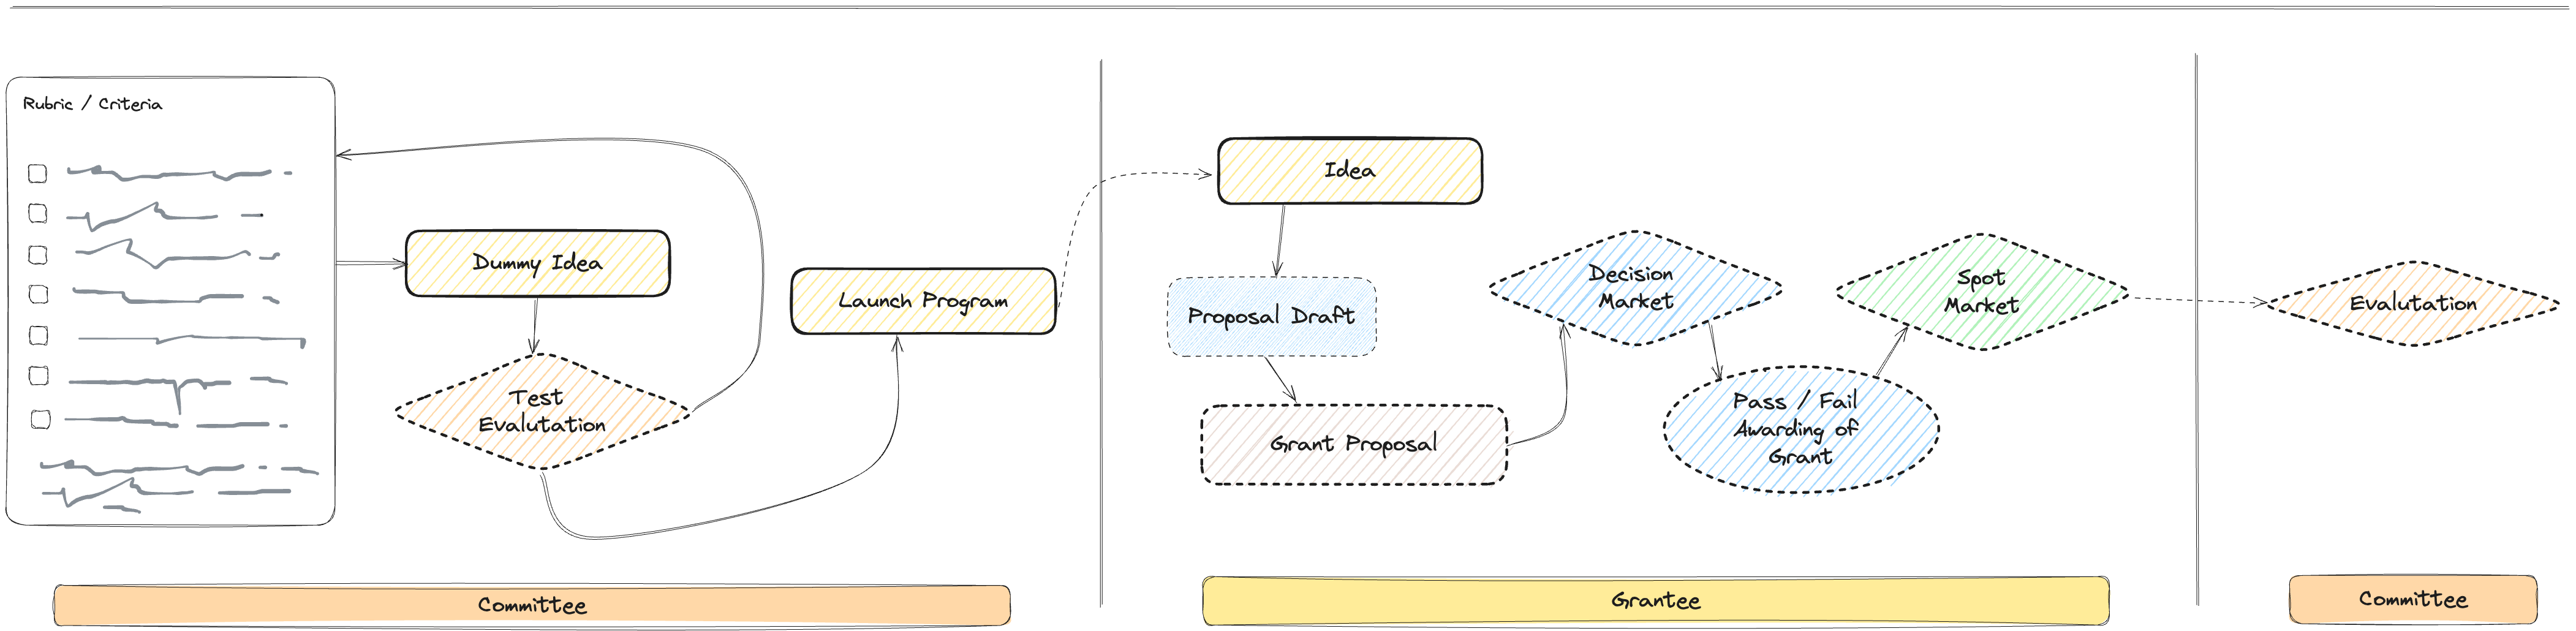 Rubric / Criteria
Dummy Idea
Test
Evalutation
Launch Program
Idea
Proposal Draft
Grant Proposal
Decision
Market
Pass / Fail
Awarding of
Grant
Spot
Market
Evalutation
Committee
Grantee
Committee